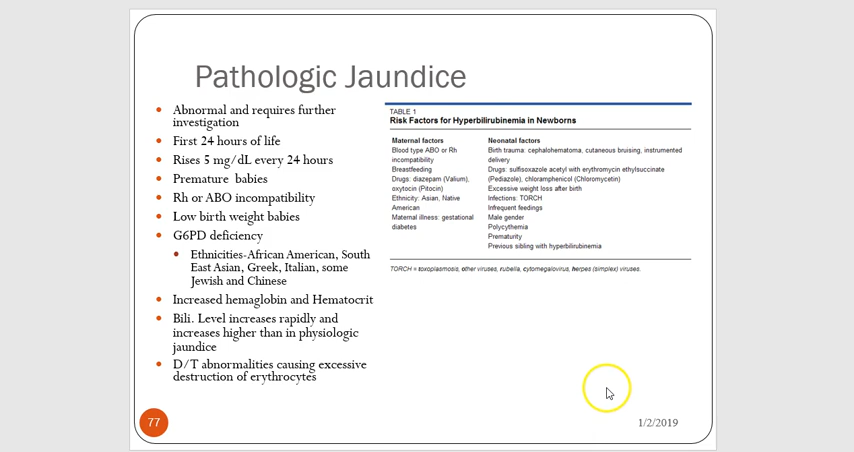 Pathologic Jaundice
Abnormal and requires further
investigation
First 24 hours of life
Rises 5 mg/dL every 24 hours
Premature babies
Rh or ABO incompatibility
Low birth weight babies
G6PD deficiency
Ethnicities-African American, South
East Asian, Greek, Italian, some
Jewish and Chinese
Increased hemaglobin and Hematocrit
Bili. Level increases rapidly and
increases higher than in physiologic
jaundice
D/T abnormalities causing excessive
destruction of erythrocytes
TABLE 1
Risk Factors for Hyperbilirubinemia in Newborns
Maternal factors
Blood type ABO or Rh
incompatibility
Breastfeeding
Drugs: diazepam (Valium),
oxytocin (Pitocin)
Ethnicity: Asian, Native
American
Maternal illness: gestational
diabetes
Neonatal factors
Birth trauma: cephalohematoma, cutaneous bruising, instrumented
delivery
Drugs: sulfisoxazole acetyl with erythromycin ethylsuccinate
(Pediazole), chloramphenicol (Chloromycetin)
Excessive weight loss after birth
Infections: TORCH
Infrequent feedings
Male gender
Polycythemia
Prematurity
Previous sibling with hyperbilirubinemia
TORCH = toxoplasmosis, other viruses, rubella, cytomegalovirus, herpes (simplex) viruses.
77
1/2/2019